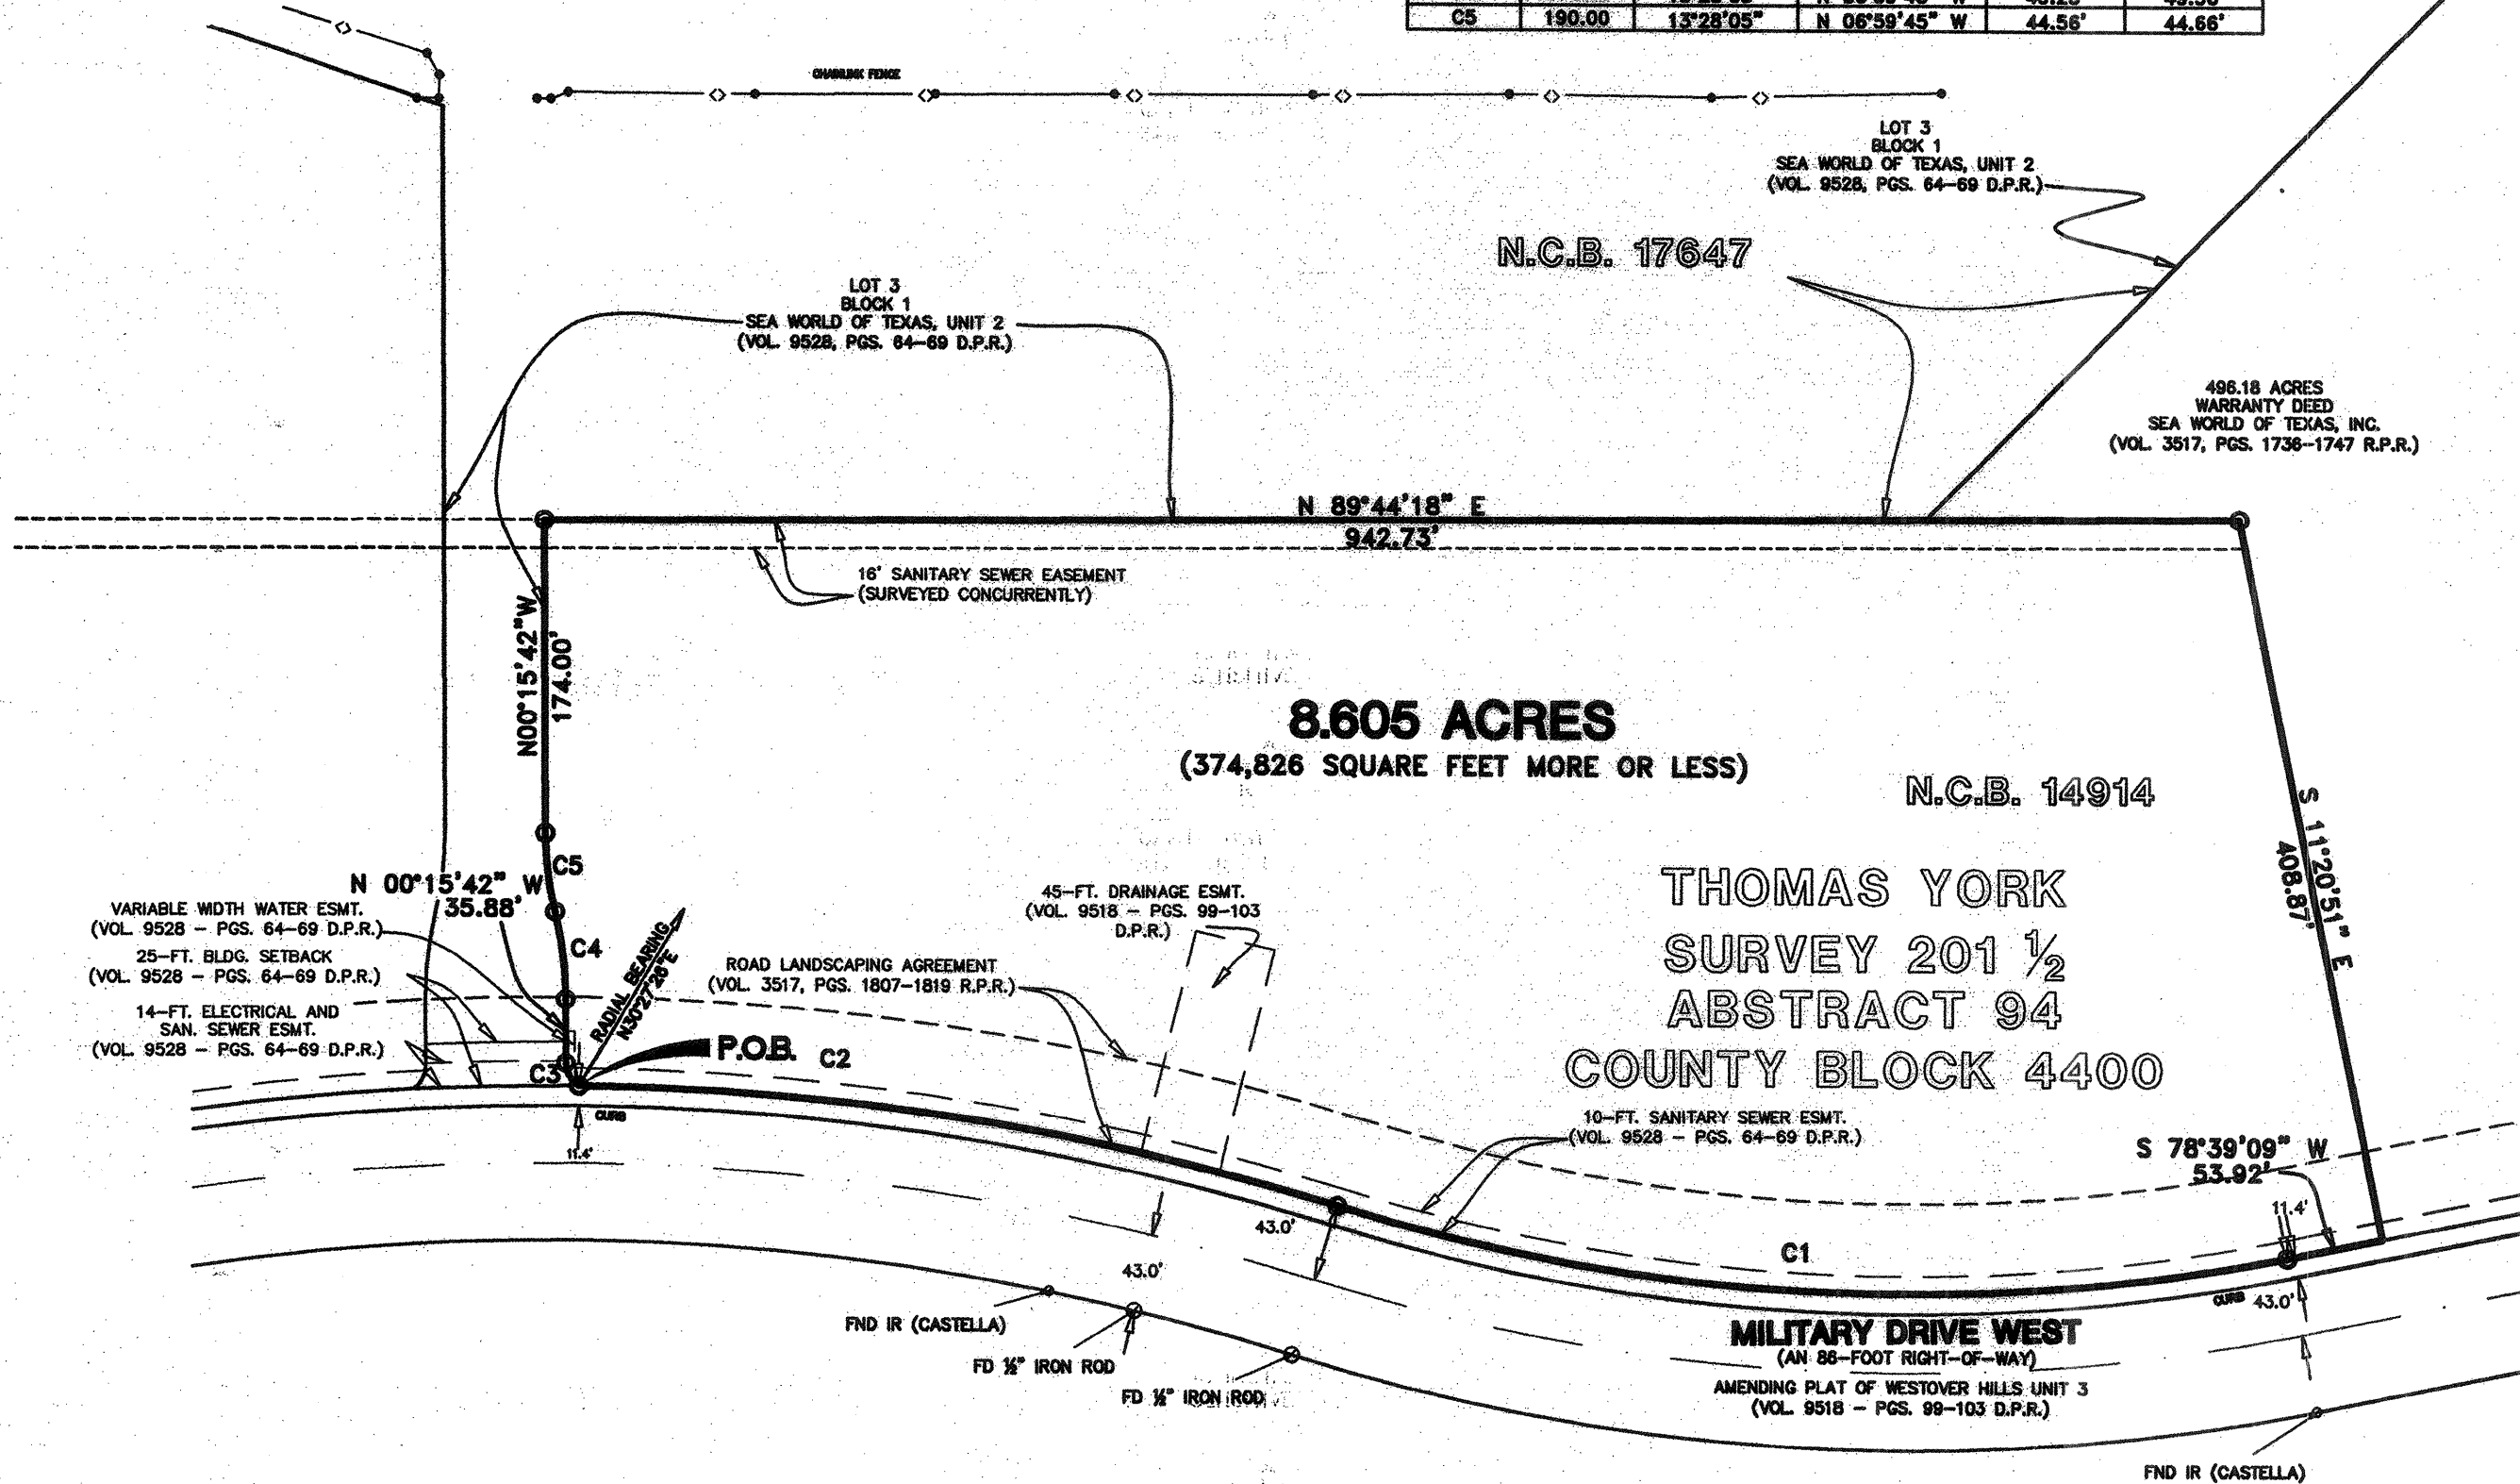 C5 190.00 13°28'05" N 06°59'45" W 44.56' 44.66'
CHAINLINK FENCE
LOT 3
BLOCK 1
SEA WORLD OF TEXAS, UNIT 2
(VOL. 9528, PGS. 64-69 D.P.R.)
N.C.B. 17647
LOT 3
BLOCK 1
SEA WORLD OF TEXAS, UNIT 2
(VOL. 9528, PGS. 64-69 D.P.R.)
496.18 ACRES
WARRANTY DEED
SEA WORLD OF TEXAS, INC.
(VOL. 3517, PGS. 1736-1747 R.P.R.)
N 89°44'18" E
942.73'
16' SANITARY SEWER EASEMENT
(SURVEYED CONCURRENTLY)
N00°15'42"W
174.00'
8.605 ACRES
(374,826 SQUARE FEET MORE OR LESS)
N.C.B. 14914
S 11°20'51" E
408.87'
THOMAS YORK
SURVEY 201 ½
ABSTRACT 94
COUNTY BLOCK 4400
C5
N 00°15'42" W
35.88'
C4
VARIABLE WIDTH WATER ESMT.
(VOL. 9528 - PGS. 64-69 D.P.R.)
25-FT. BLDG. SETBACK
(VOL. 9528 - PGS. 64-69 D.P.R.)
14-FT. ELECTRICAL AND
SAN. SEWER ESMT.
(VOL. 9528 - PGS. 64-69 D.P.R.)
RADIAL BEARING
N30°27'28"E
45-FT. DRAINAGE ESMT.
(VOL. 9518 - PGS. 99-103
D.P.R.)
ROAD LANDSCAPING AGREEMENT
(VOL. 3517, PGS. 1807-1819 R.P.R.)
P.O.B.
C2
C3
CURB
11.4'
10-FT. SANITARY SEWER ESMT.
(VOL. 9528 - PGS. 64-69 D.P.R.)
S 78°39'09" W
53.92'
11.4'
43.0'
C1
43.0'
CURB 43.0'
FND IR (CASTELLA)
FD ½" IRON ROD
FD ½" IRON ROD
MILITARY DRIVE WEST
(AN 86-FOOT RIGHT-OF-WAY)
AMENDING PLAT OF WESTOVER HILLS UNIT 3
(VOL. 9518 - PGS. 99-103 D.P.R.)
FND IR (CASTELLA)